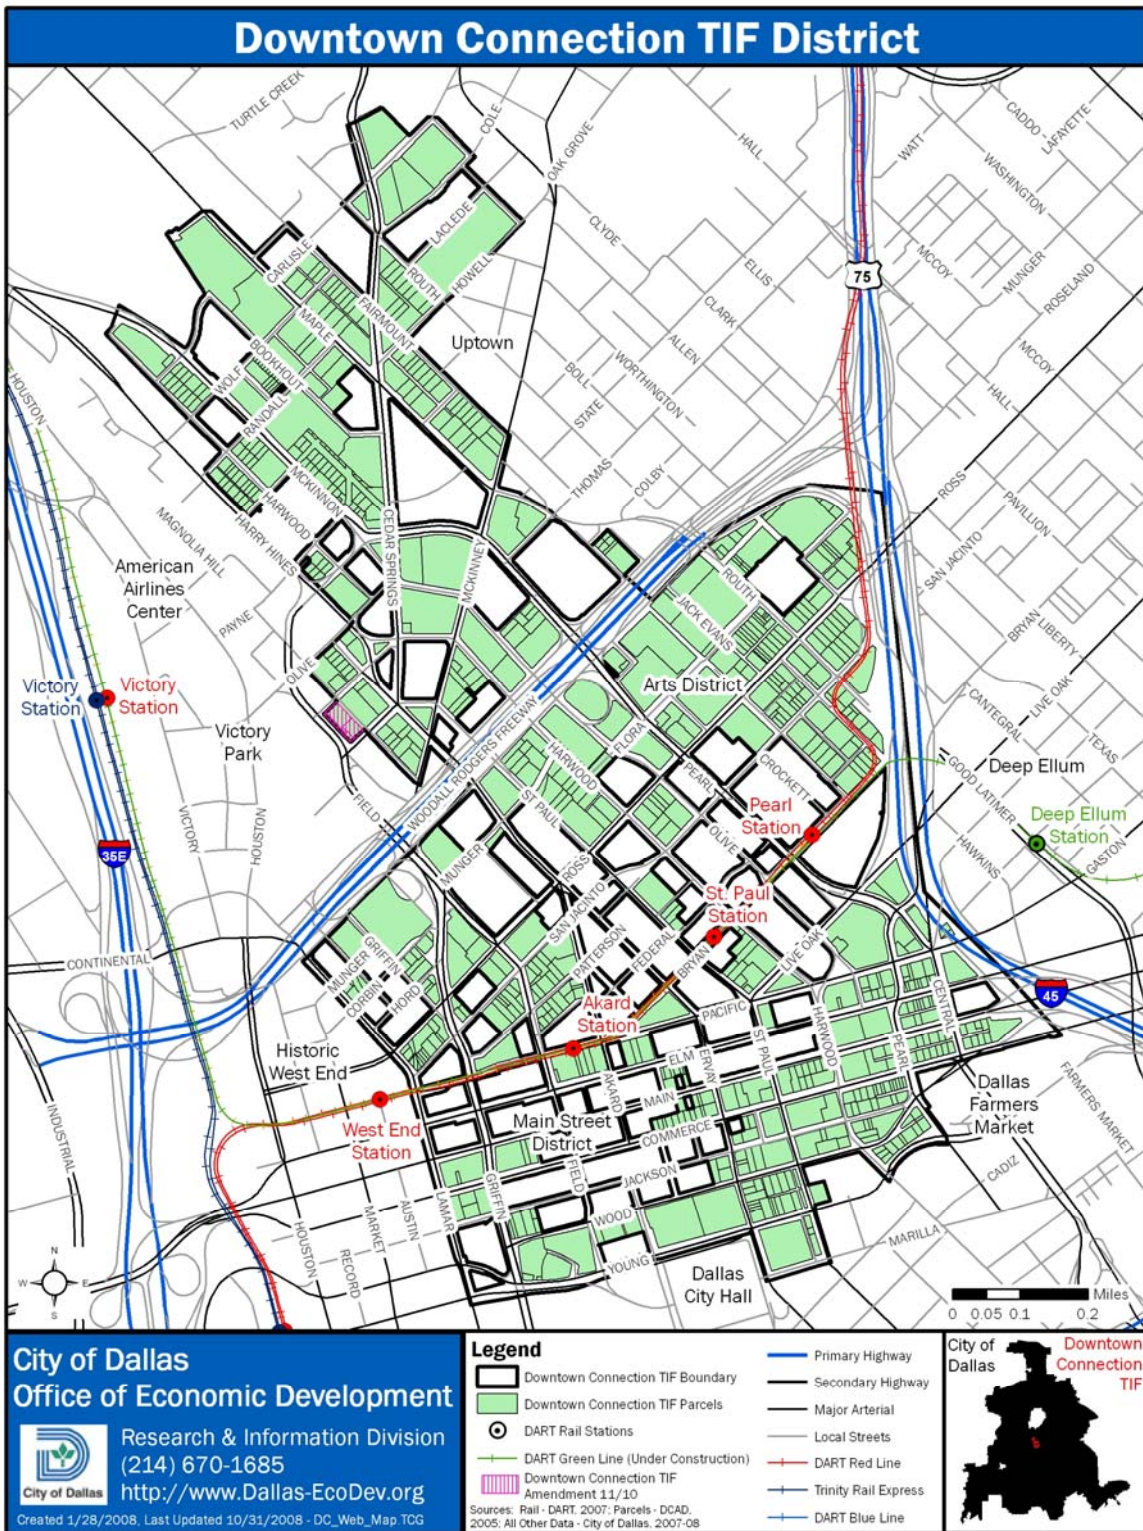 Downtown Connection TIF District
TURTLE CREEK
COLE
OAK GROVE
HALL
WATT
CADDO
LAFAYETTE
WASHINGTON
CARLISLE
LACLEDE
ROUTH
HOWELL
CLYDE
ELLIS
MCCOY
MUNGER
ROSELAND
75
MAPLE
FAIRMOUNT
Uptown
CLARK
ALLEN
WORTHINGTON
BOLL
STATE
MCCOY
HALL
HOUSTON
WOLF
BOOKHOUT
RANDALL
THOMAS
COLBY
ROSS
PAVILLION
MCKINNON
HARWOOD
HARRY HINES
MAGNOLIA HILL
CEDAR SPRINGS
MCKINNEY
ROUTH
JACK EVANS
SAN JACINTO
BRYAN
LIBERTY
American
Airlines
Center
PAYNE
OLIVE
Arts District
LIVE OAK
CANTEGRAL
TEXAS
Victory
Station
Victory
Station
Victory
Park
WOODALL RODGERS FREEWAY
FLORA
HARWOOD
PEARL
CROCKETT
GOOD LATIMER
Deep Ellum
FIELD
VICTORY
HOUSTON
ST PAUL
Pearl
Station
OLIVE
Deep Ellum
Station
HAWKINS
GASTON
35E
MUNGER
ROSS
SAN JACINTO
St. Paul
Station
CONTINENTAL
GRIFFIN
MUNGER
CORBIN
HORD
PATTERSON
FEDERAL
BRYAN
LIVE OAK
CENTRAL
45
Akard
Station
PACIFIC
ST PAUL
HARWOOD
PEARL
Historic
West End
ELM
ERVAY
AKARD
MAIN
INDUSTRIAL
West End
Station
Main Street
District
COMMERCE
Dallas
Farmers
Market
FARMERS MARKET
CADIZ
FIELD
JACKSON
GRIFFIN
LAMAR
AUSTIN
MARKET
RECORD
HOUSTON
WOOD
YOUNG
MARILLA
Dallas
City Hall
N
W E
S
Miles
0 0.05 0.1 0.2
City of Dallas
Office of Economic Development
City of Dallas
Research & Information Division
(214) 670-1685
http://www.Dallas-EcoDev.org
Created 1/28/2008, Last Updated 10/31/2008 - DC_Web_Map.TCG
Legend
Downtown Connection TIF Boundary
Downtown Connection TIF Parcels
DART Rail Stations
DART Green Line (Under Construction)
Downtown Connection TIF
Amendment 11/10
Sources: Rail - DART, 2007; Parcels - DCAD,
2005; All Other Data - City of Dallas, 2007-08
Primary Highway
Secondary Highway
Major Arterial
Local Streets
DART Red Line
Trinity Rail Express
DART Blue Line
City of
Dallas
Downtown
Connection
TIF